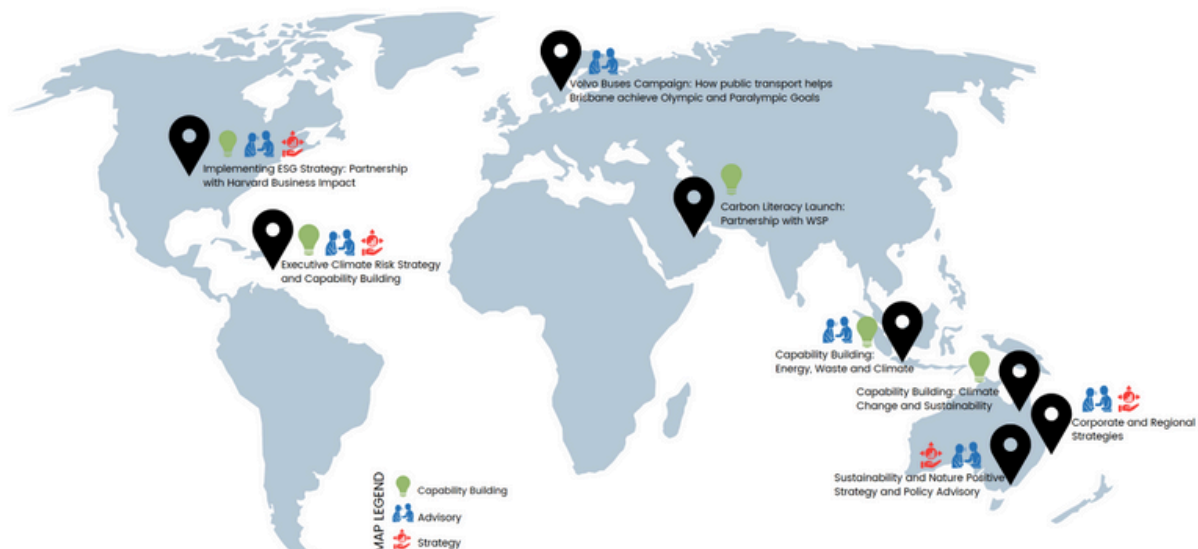 Volvo Buses Campaign: How public transport helps
Brisbane achieve Olympic and Paralympic Goals
Implementing ESG Strategy: Partnership
with Harvard Business Impact
Carbon Literacy Launch:
Partnership with WSP
Executive Climate Risk Strategy
and Capability Building
Capability Building:
Energy, Waste and Climate
Capability Building: Climate
Change and Sustainability
Corporate and Regional
Strategies
Sustainability and Nature Positive
Strategy and Policy Advisory
MAP LEGEND
Capability Building
Advisory
Strategy